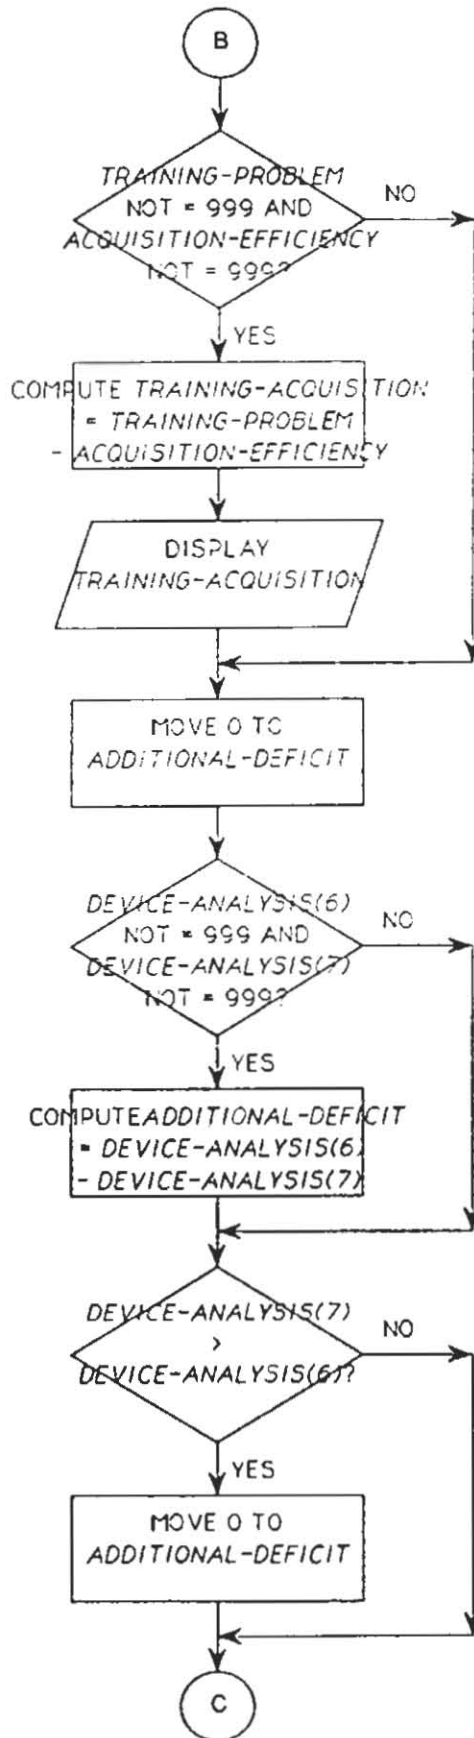 B
TRAINING-PROBLEM
NOT = 999 AND
ACQUISITION-EFFICIENCY
NOT = 999?
NO
YES
COMPUTE TRAINING-ACQUISITION
= TRAINING-PROBLEM
- ACQUISITION-EFFICIENCY
DISPLAY
TRAINING-ACQUISITION
MOVE 0 TO
ADDITIONAL-DEFICIT
DEVICE-ANALYSIS(6)
NOT = 999 AND
DEVICE-ANALYSIS(7)
NOT = 999?
NO
YES
COMPUTE ADDITIONAL-DEFICIT
= DEVICE-ANALYSIS(6)
- DEVICE-ANALYSIS(7)
DEVICE-ANALYSIS(7)
>
DEVICE-ANALYSIS(6)?
NO
YES
MOVE 0 TO
ADDITIONAL-DEFICIT
C